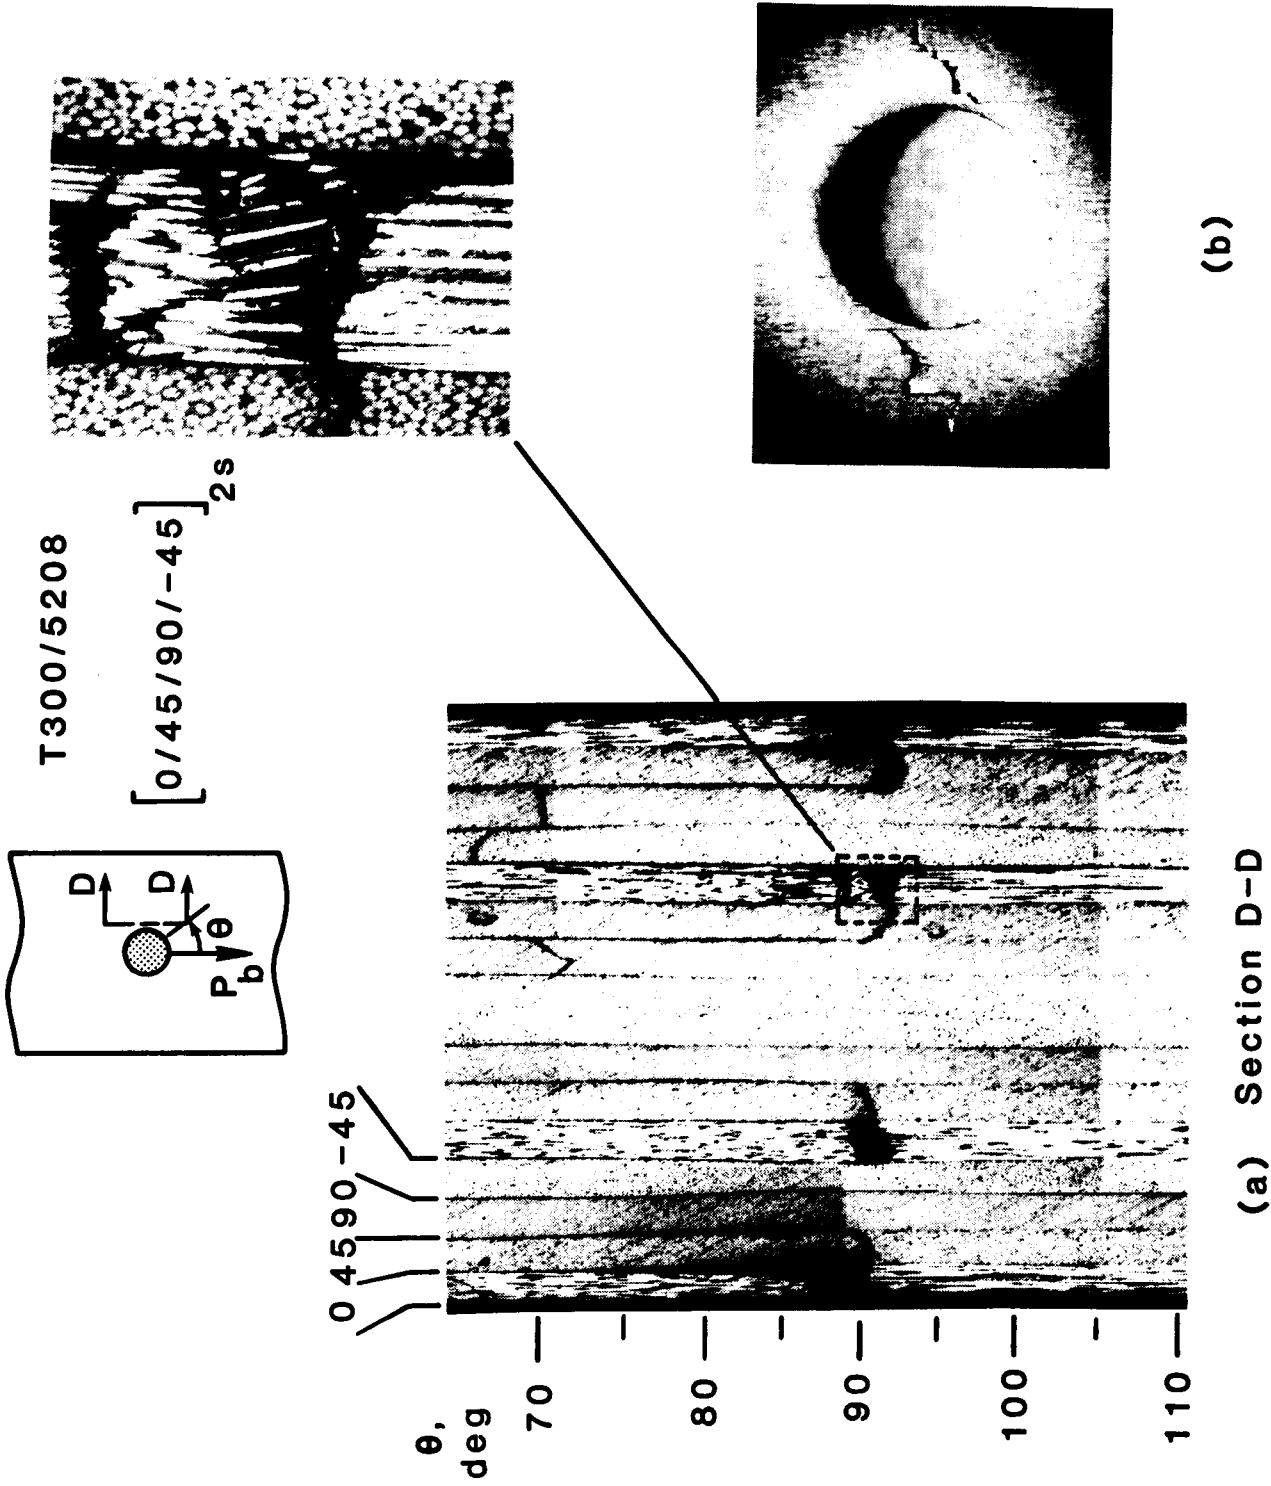 T300/5208
[0/45/90/-45]2s
D
D
θ
Pb
0 45 90 -45
θ,
deg
70
80
90
100
110
(a) Section D-D
(b)